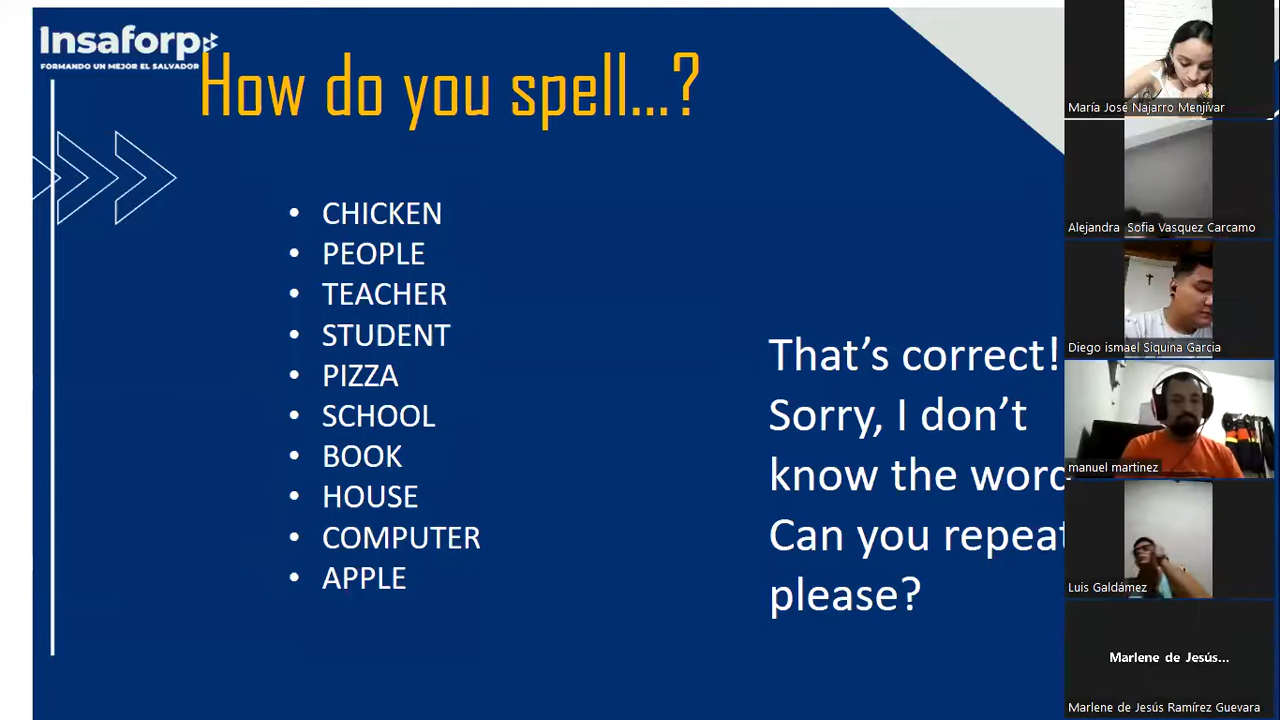 Insaforp
FORMANDO UN MEJOR EL SALVADOR
How do you spell...?
• CHICKEN
• PEOPLE
• TEACHER
• STUDENT
• PIZZA
• SCHOOL
• BOOK
• HOUSE
• COMPUTER
• APPLE
That's correct!
Sorry, I don't
know the word
Can you repeat
please?
María José Najarro Menjívar
Alejandra Sofia Vasquez Carcamo
Diego ismael Siquina Garcia
manuel martinez
Luis Galdámez
Marlene de Jesús...
Marlene de Jesús Ramírez Guevara